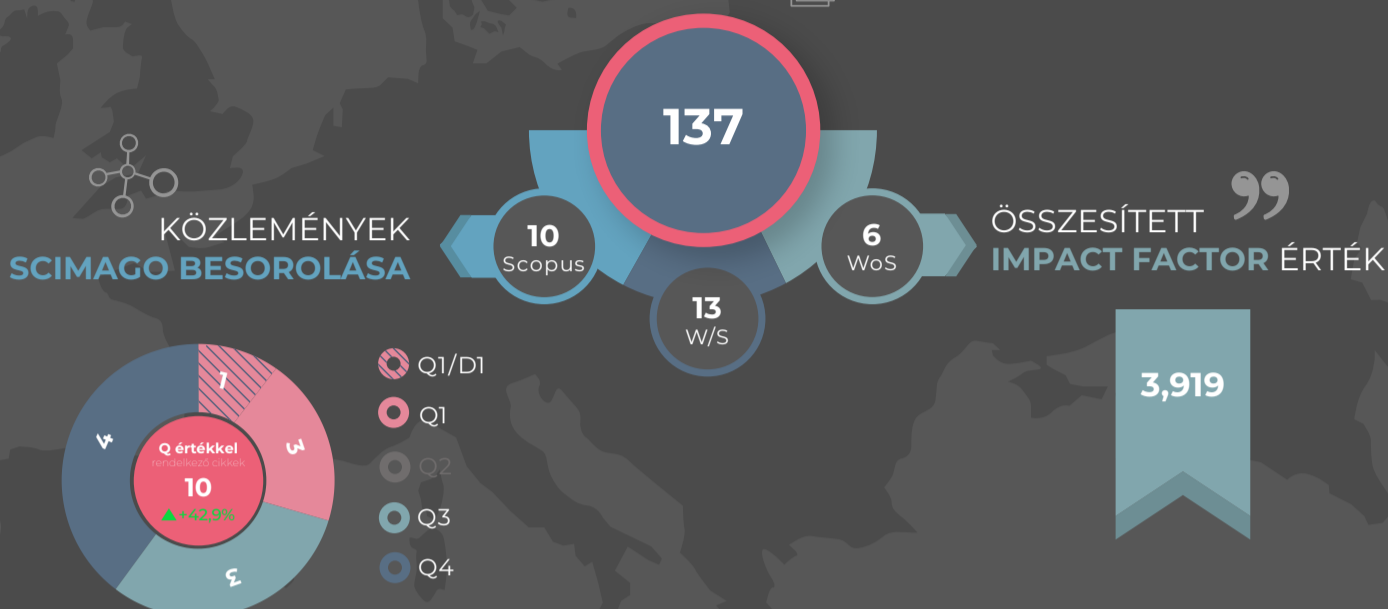 137
10
Scopus
6
WoS
13
W/S
KÖZLEMÉNYEK
SCIMAGO BESOROLÁSA
ÖSSZESÍTETT
IMPACT FACTOR ÉRTÉK
3,919
1
3
3
4
Q értékkel
rendelkező cikkek
10
+42,9%
Q1/D1
Q1
Q2
Q3
Q4